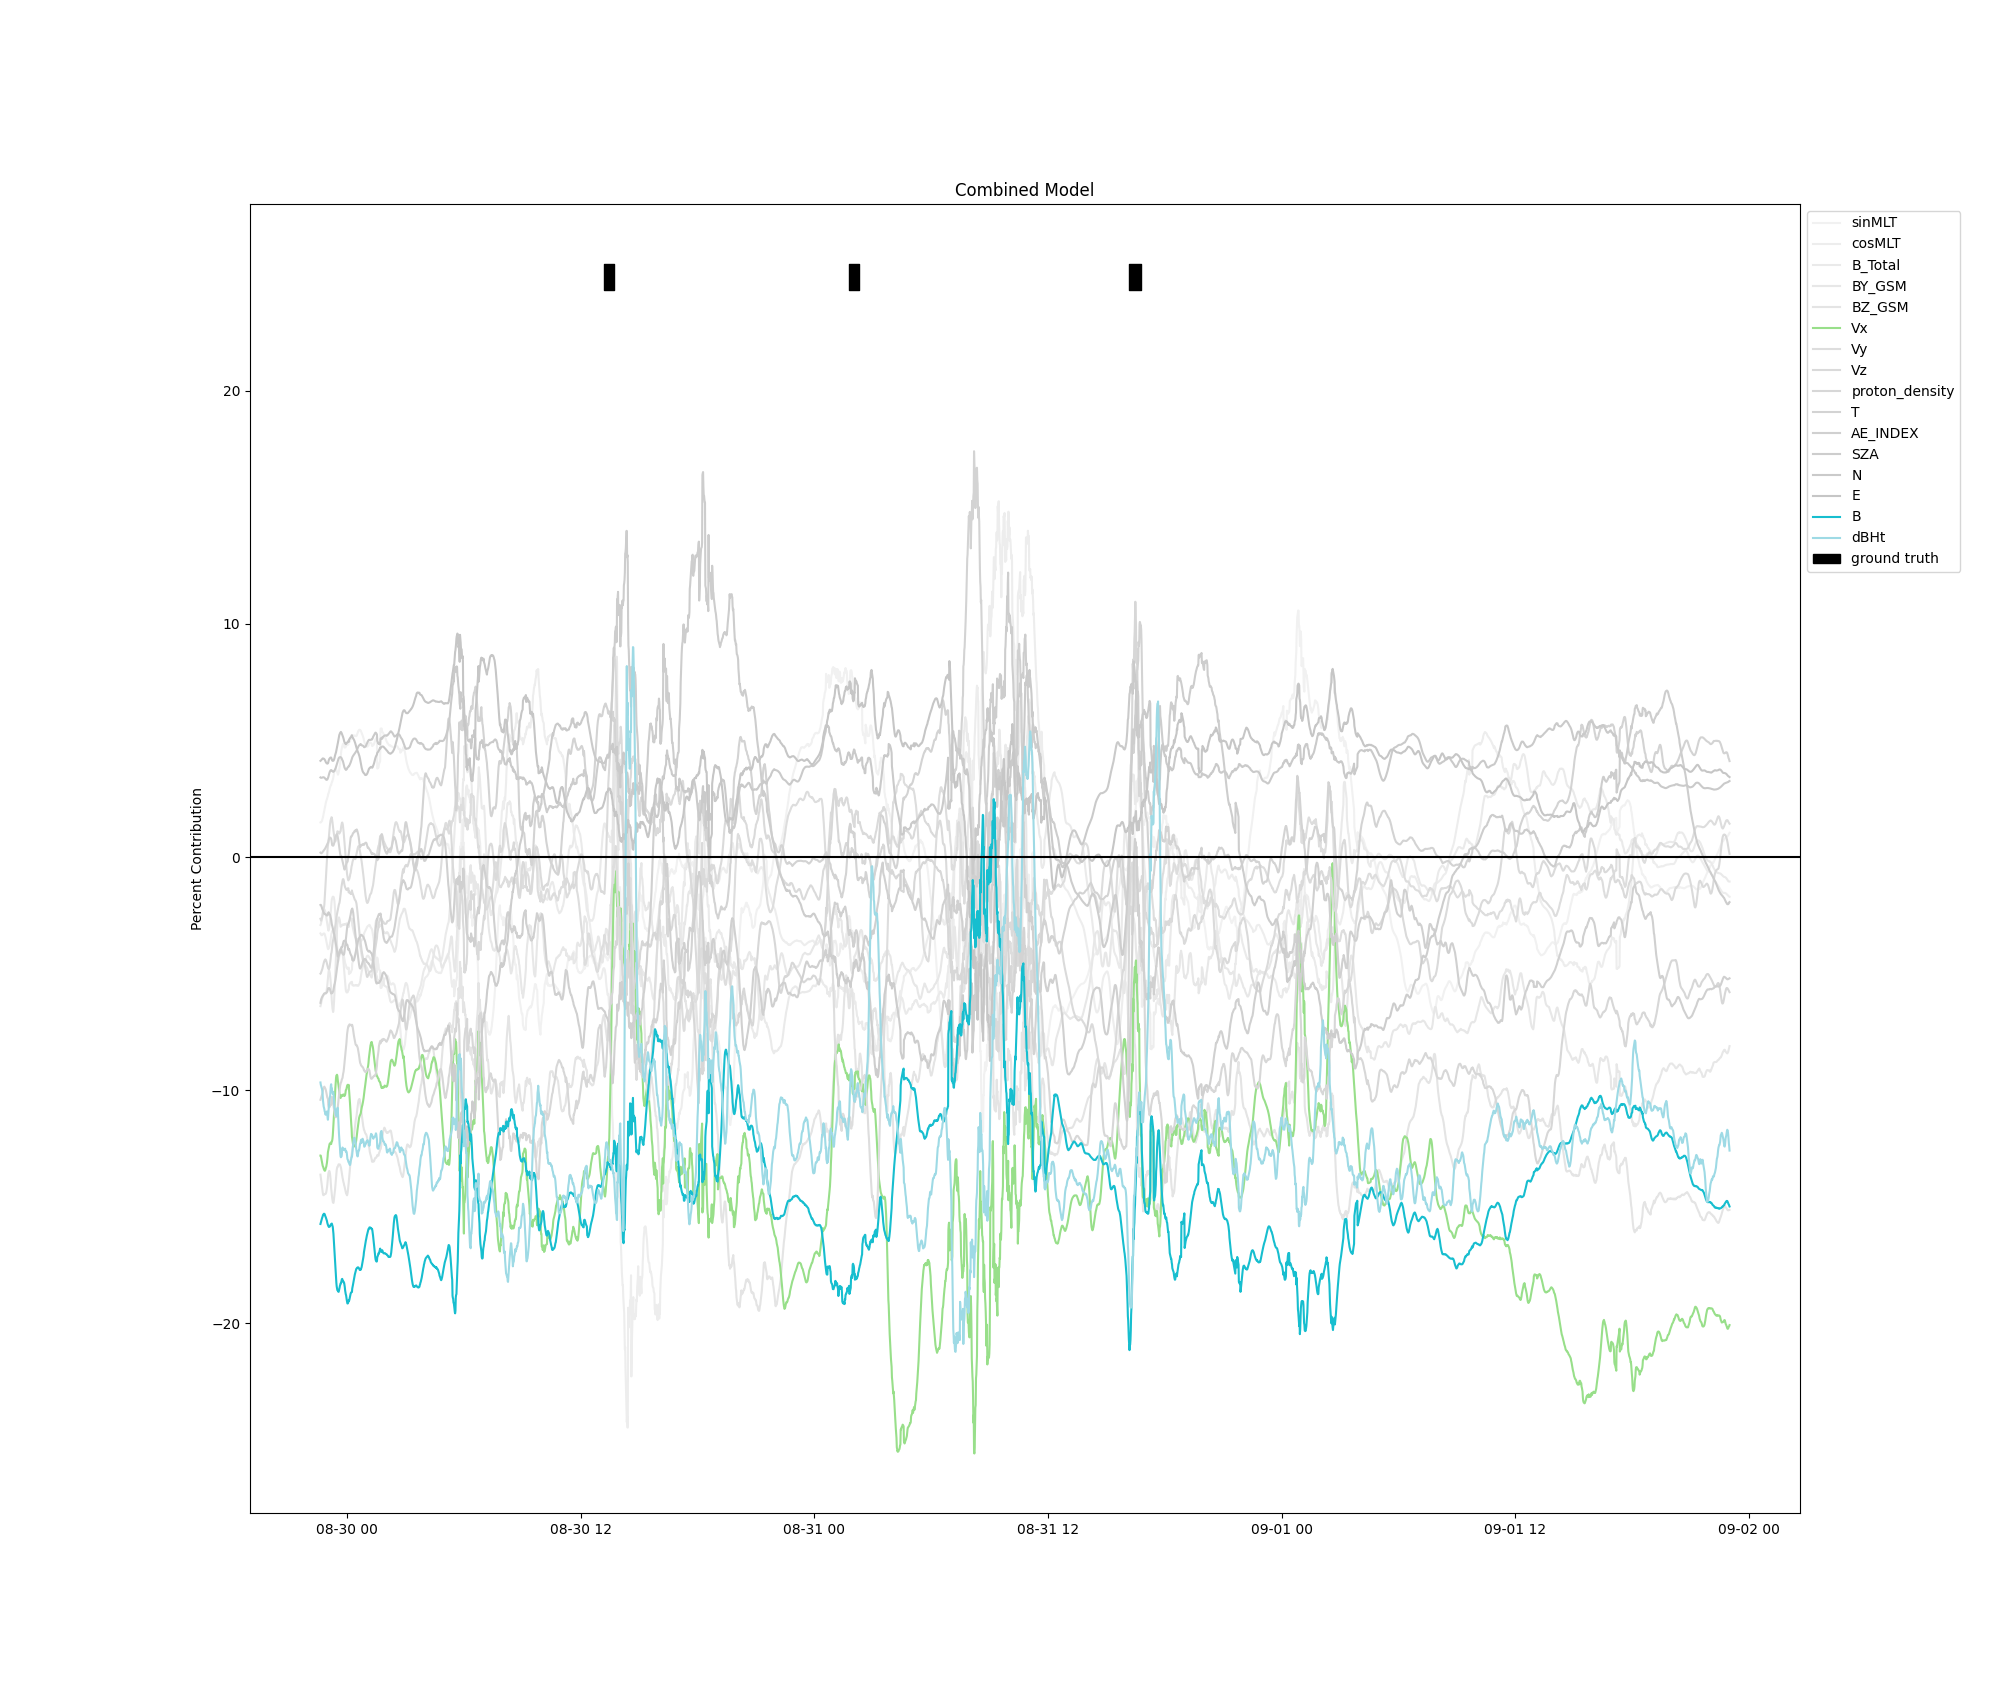 Combined Model
sinMLT
cosMLT
B_Total
BY_GSM
BZ_GSM
Vx
Vy
Vz
proton_density
T
AE_INDEX
SZA
N
E
B
dBHt
ground truth
Percent Contribution
20
10
0
−10
−20
08-30 00
08-30 12
08-31 00
08-31 12
09-01 00
09-01 12
09-02 00